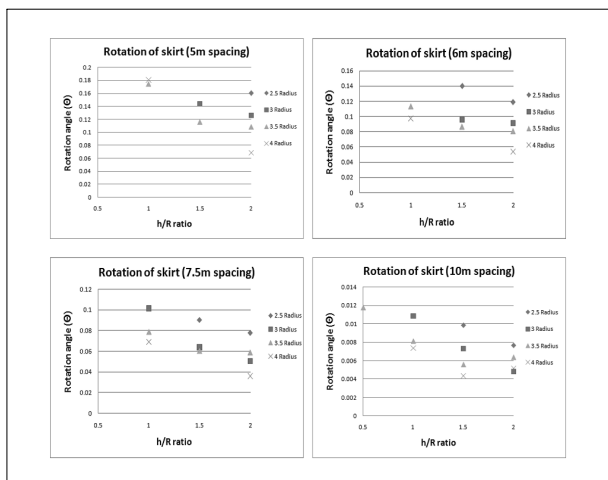 Rotation of skirt (5m spacing)
Rotation angle (Θ)
0.2
0.18
0.16
0.14
0.12
0.1
0.08
0.06
0.04
0.02
0
0.5
1
1.5
2
h/R ratio
2.5 Radius
3 Radius
3.5 Radius
4 Radius
Rotation of skirt (6m spacing)
Rotation angle (Θ)
0.16
0.14
0.12
0.1
0.08
0.06
0.04
0.02
0
0.5
1
1.5
2
h/R ratio
2.5 Radius
3 Radius
3.5 Radius
4 Radius
Rotation of skirt (7.5m spacing)
Rotation angle (Θ)
0.12
0.1
0.08
0.06
0.04
0.02
0
0.5
1
1.5
2
h/R ratio
2.5 Radius
3 Radius
3.5 Radius
4 Radius
Rotation of skirt (10m spacing)
Rotation angle (Θ)
0.014
0.012
0.01
0.008
0.006
0.004
0.002
0
0.5
1
1.5
2
h/R ratio
2.5 Radius
3 Radius
3.5 Radius
4 Radius